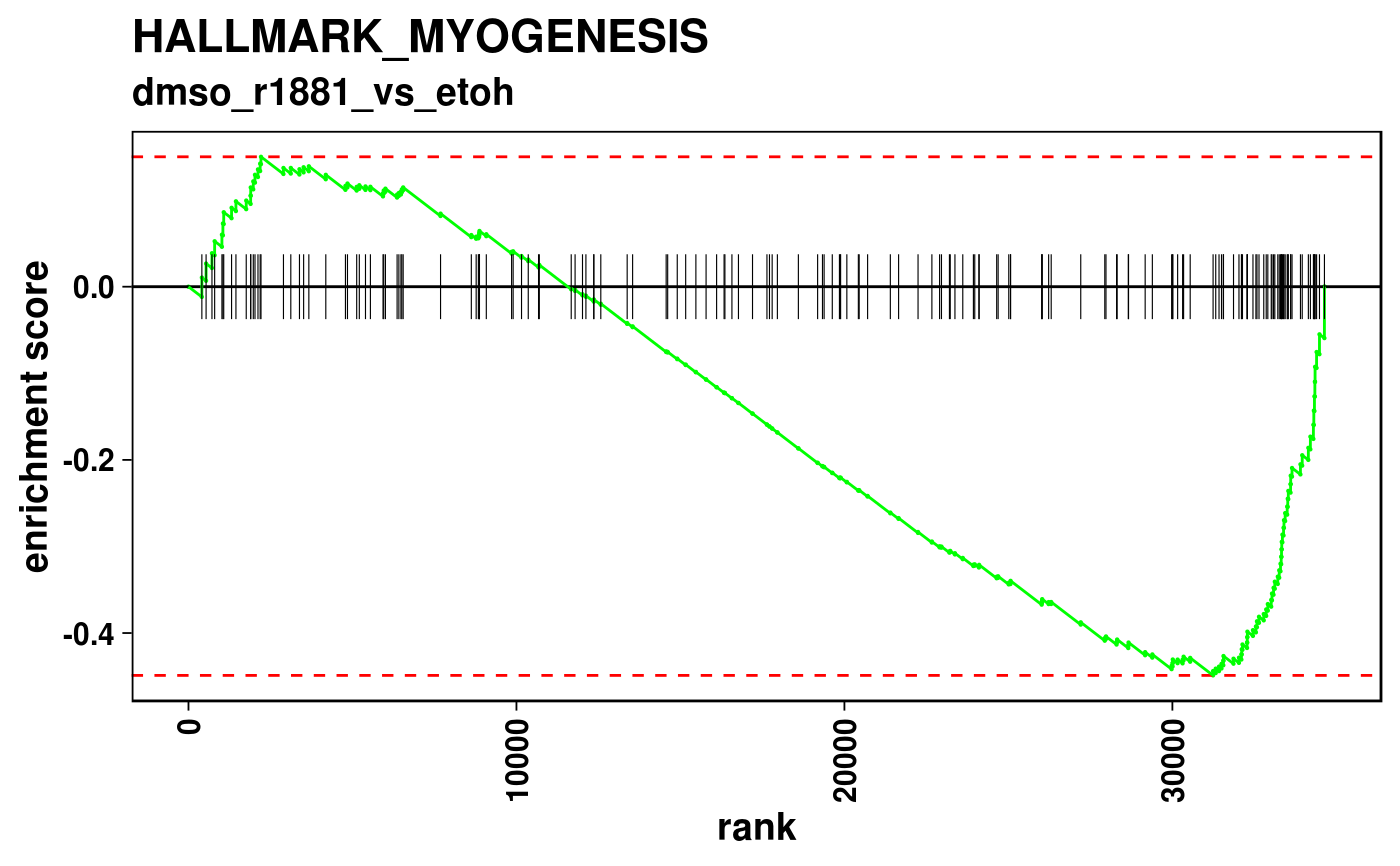 HALLMARK_MYOGENESIS
dmso_r1881_vs_etoh
enrichment score
0.0
-0.2
-0.4
0
10000
20000
30000
rank